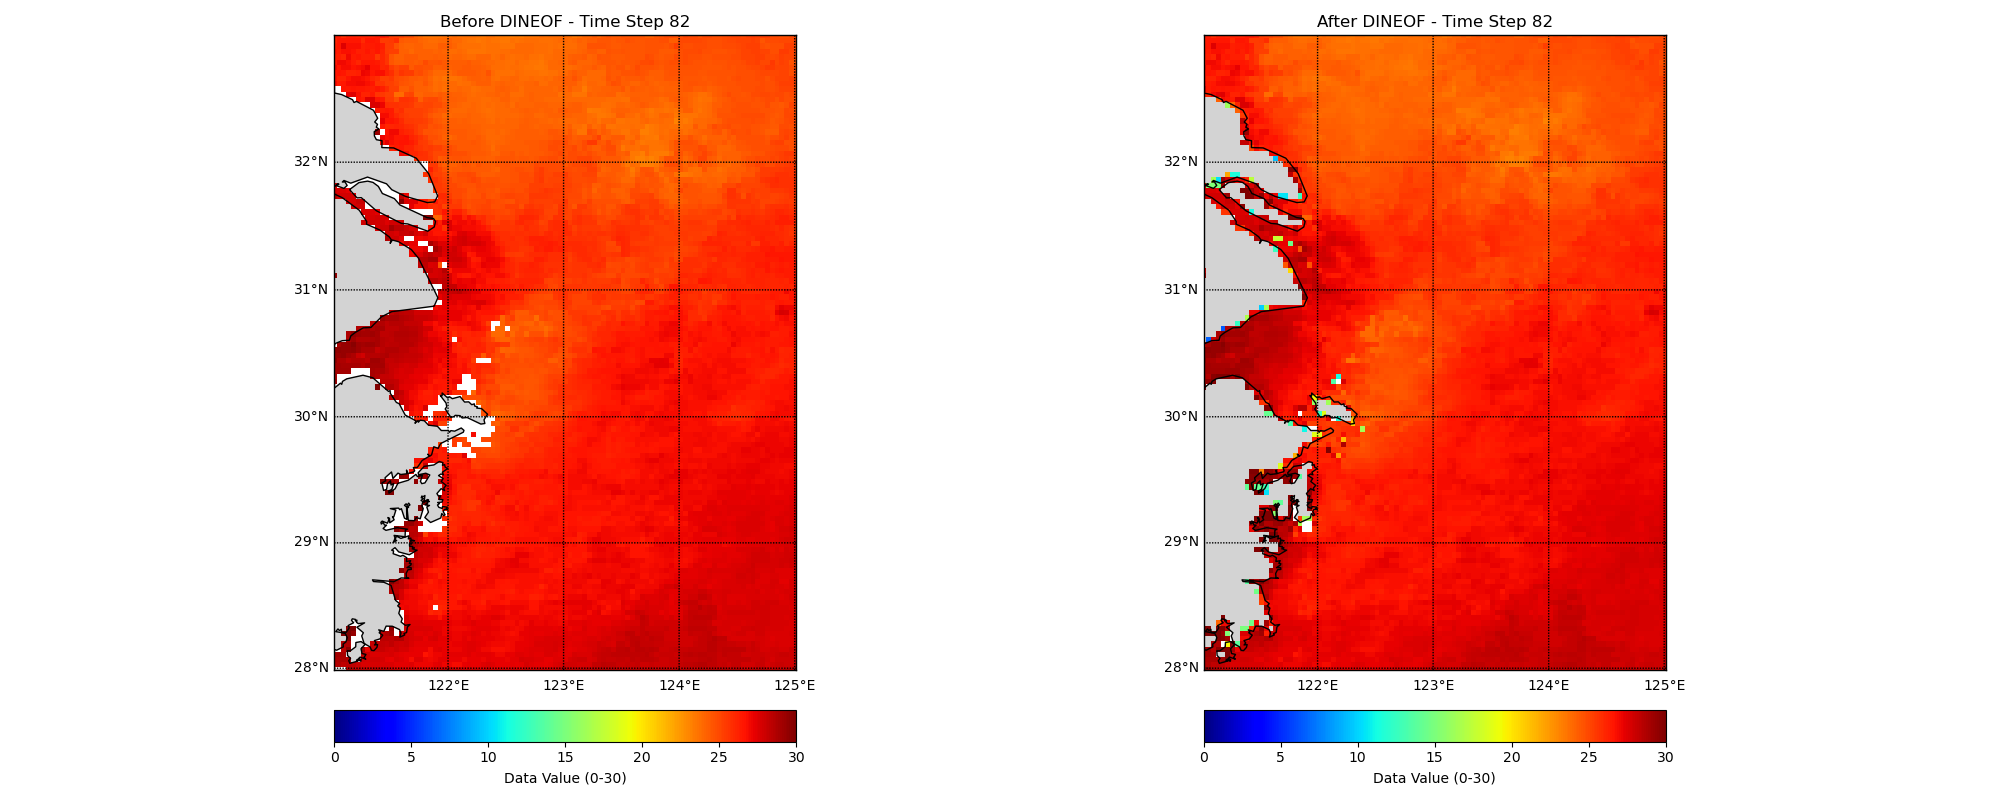 Before DINEOF - Time Step 82
After DINEOF - Time Step 82
32°N
31°N
30°N
29°N
28°N
122°E
123°E
124°E
125°E
32°N
31°N
30°N
29°N
28°N
122°E
123°E
124°E
125°E
0
5
10
15
20
25
30
Data Value (0-30)
0
5
10
15
20
25
30
Data Value (0-30)